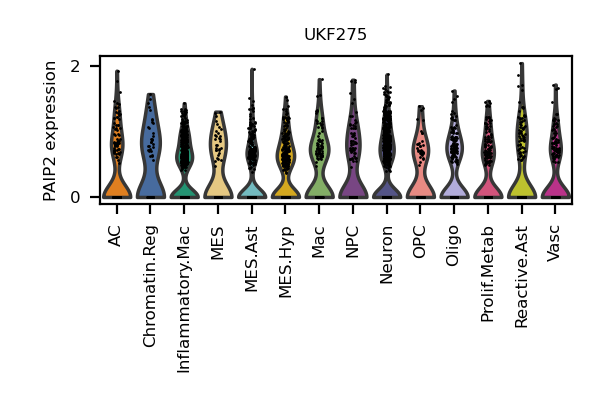 UKF275
PAIP2 expression
2
0
AC
Chromatin.Reg
Inflammatory.Mac
MES
MES.Ast
MES.Hyp
Mac
NPC
Neuron
OPC
Oligo
Prolif.Metab
Reactive.Ast
Vasc